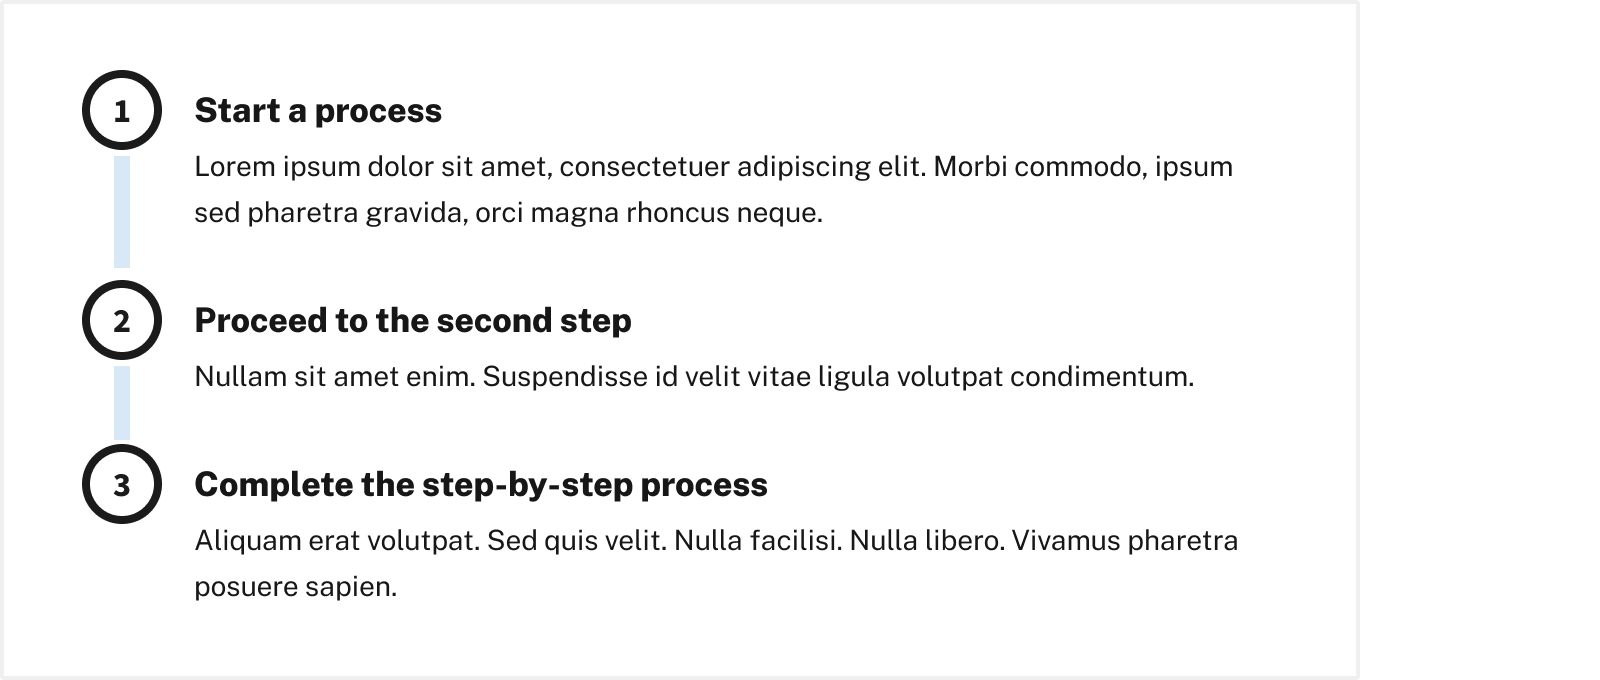 1
Start a process
Lorem ipsum dolor sit amet, consectetuer adipiscing elit. Morbi commodo, ipsum
sed pharetra gravida, orci magna rhoncus neque.
2
Proceed to the second step
Nullam sit amet enim. Suspendisse id velit vitae ligula volutpat condimentum.
3
Complete the step-by-step process
Aliquam erat volutpat. Sed quis velit. Nulla facilisi. Nulla libero. Vivamus pharetra
posuere sapien.